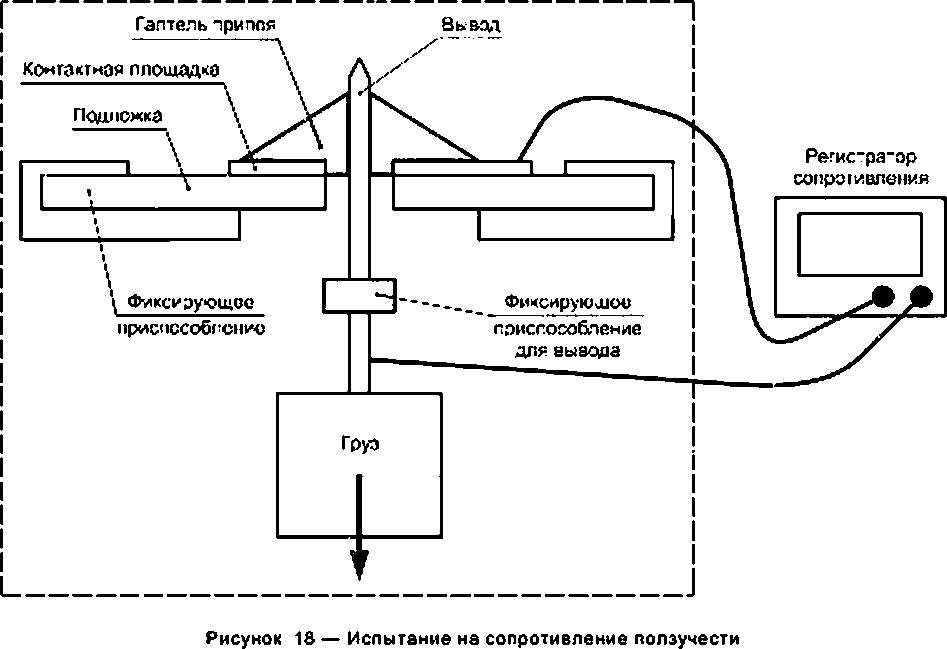 Галтель припоя
Вывод
Контактная площадка
Подложка
Регистратор
сопротивления
Фиксирующее
приспособление
Фиксирующее
приспособление
для вывода
Груз
Рисунок 18 — Испытание на сопротивление ползучести